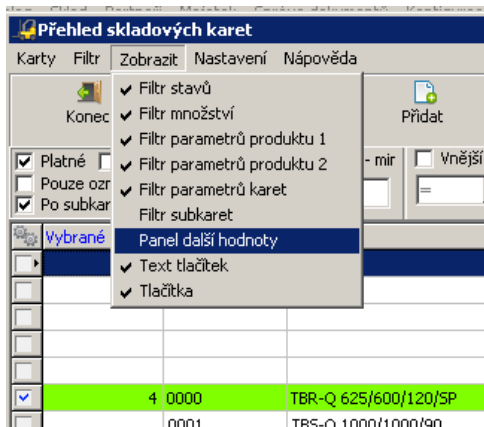 Přehled skladových karet
Karty Filtr Zobrazit Nastavení Nápověda
Konec
Přidat
Filtr stavů
Filtr množství
Filtr parametrů produktu 1
Filtr parametrů produktu 2
Filtr parametrů karet
Filtr subkaret
Panel další hodnoty
Text tlačítek
Tlačítka
Platné - mir Vnější
Pouze ozn =
Po subkar
Vybrané
4 0000 TBR-Q 625/600/120/SP
0001 TBS-Q 1000/1000/90